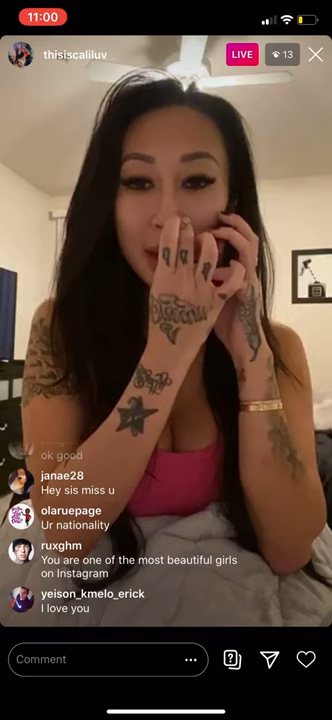 11:00
thisiscaliluv
LIVE
13
ok good
janae28
Hey sis miss u
olaruepage
Ur nationality
ruxghm
You are one of the most beautiful girls
on Instagram
yeison_kmelo_erick
I love you
Comment